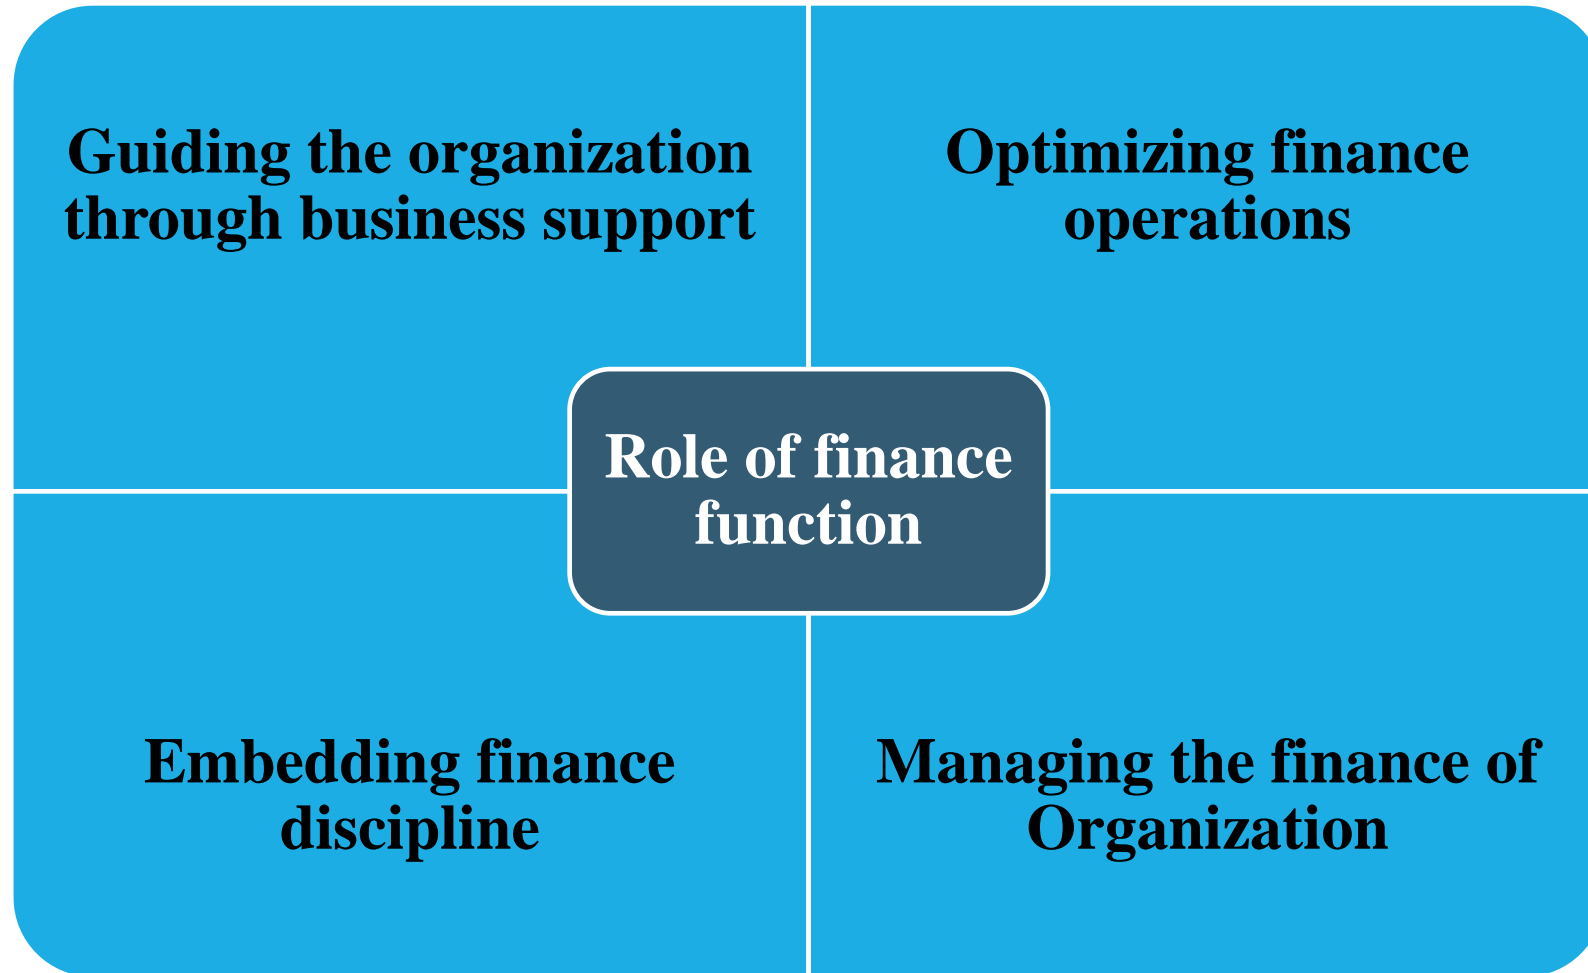 Guiding the organization
through business support
Optimizing finance
operations
Role of finance
function
Embedding finance
discipline
Managing the finance of
Organization